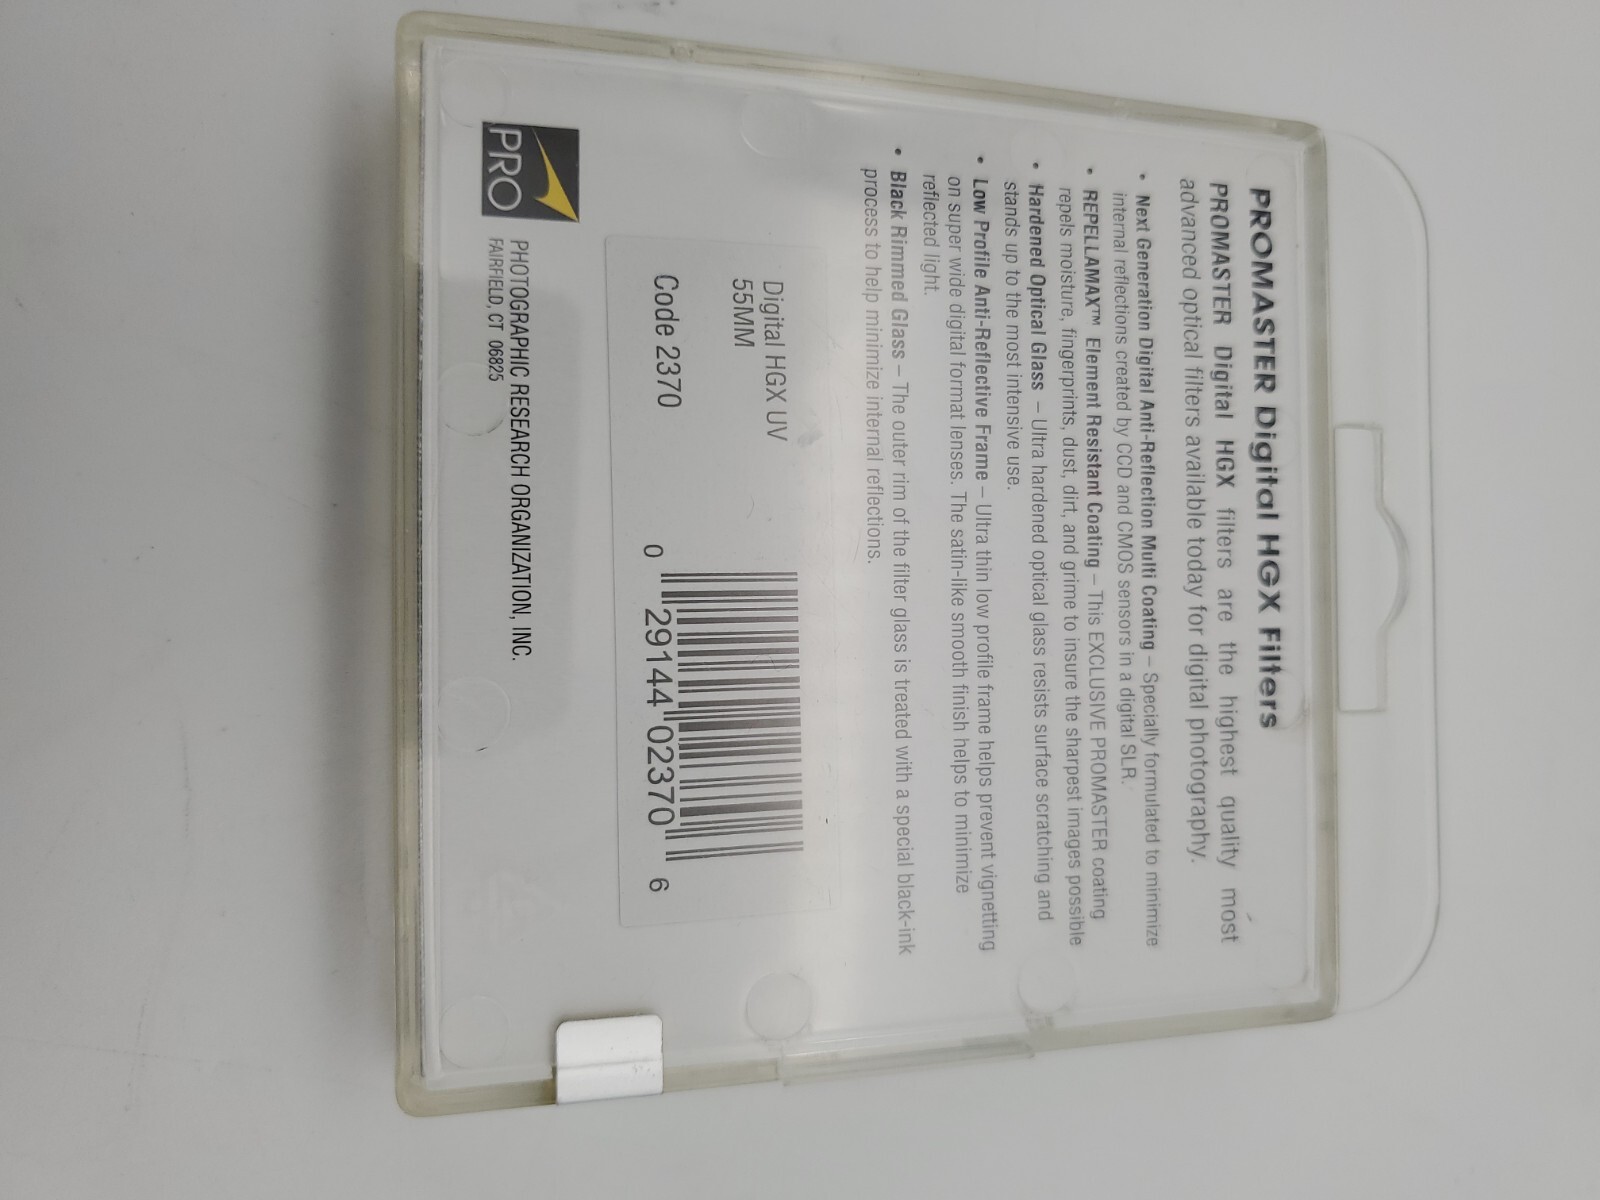 PROMASTER Digital HGX Filters
PROMASTER Digital HGX filters are the highest quality most
advanced optical filters available today for digital photography.
• Next Generation Digital Anti-Reflection Multi Coating – Specially formulated to minimize
internal reflections created by CCD and CMOS sensors in a digital SLR.
• REPELLAMAX™ Element Resistant Coating – This EXCLUSIVE PROMASTER coating
repels moisture, fingerprints, dust, dirt, and grime to insure the sharpest images possible
• Hardened Optical Glass – Ultra hardened optical glass resists surface scratching and
stands up to the most intensive use.
• Low Profile Anti-Reflective Frame – Ultra thin low profile frame helps prevent vignetting
on super wide digital format lenses. The satin-like smooth finish helps to minimize
reflected light.
• Black Rimmed Glass – The outer rim of the filter glass is treated with a special black-ink
process to help minimize internal reflections.
Digital HGX UV
55MM
Code 2370
0 29144 02370 6
PRO
PHOTOGRAPHIC RESEARCH ORGANIZATION, INC.
FAIRFIELD, CT 06825